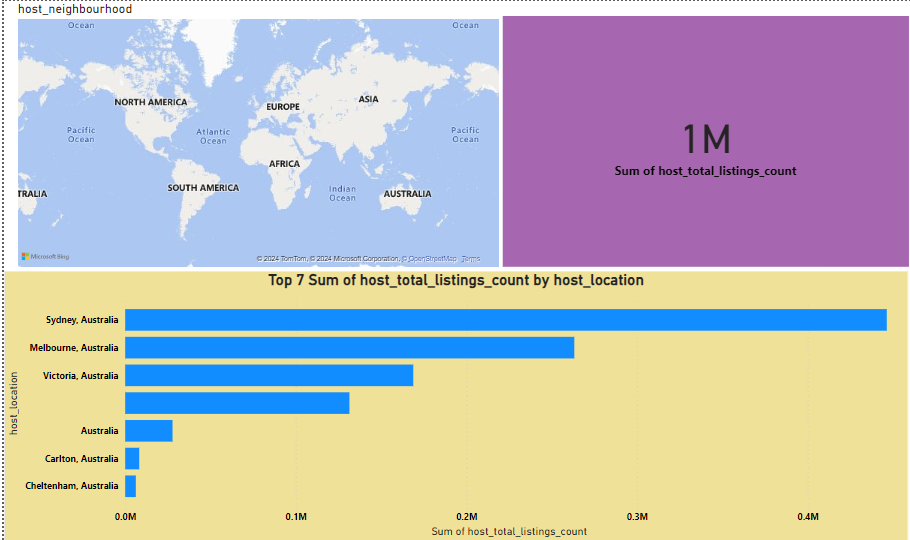 host_neighbourhood
Ocean
Ocean
NORTH AMERICA
EUROPE
ASIA
Pacific
Ocean
Atlantic
Ocean
Pacific
Ocean
AFRICA
SOUTH AMERICA
Indian
Ocean
TRALIA
AUSTRALIA
Microsoft Bing
© 2024 TomTom, © 2024 Microsoft Corporation, © OpenStreetMap Terms
1M
Sum of host_total_listings_count
Top 7 Sum of host_total_listings_count by host_location
host_location
Sydney, Australia
Melbourne, Australia
Victoria, Australia
Australia
Carlton, Australia
Cheltenham, Australia
0.0M 0.1M 0.2M 0.3M 0.4M
Sum of host_total_listings_count